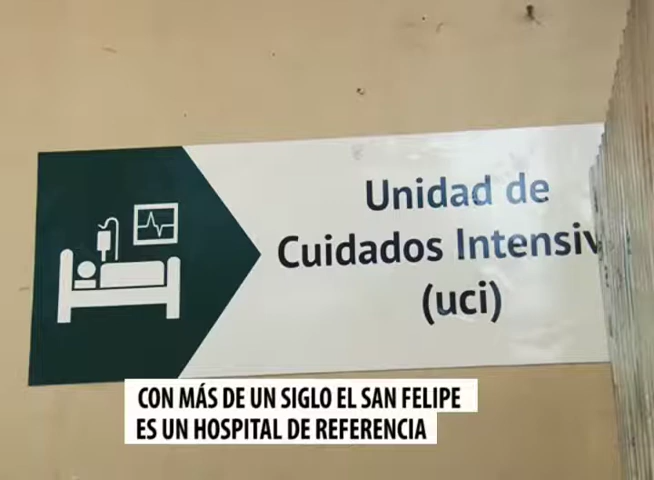 Unidad de
Cuidados Intensiv
(uci)
CON MÁS DE UN SIGLO EL SAN FELIPE
ES UN HOSPITAL DE REFERENCIA